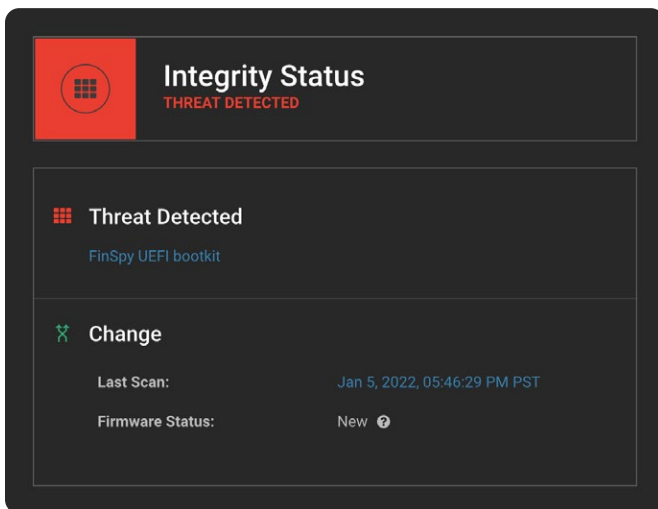 Integrity Status
THREAT DETECTED
Threat Detected
FinSpy UEFI bootkit
Change
Last Scan: Jan 5, 2022, 05:46:29 PM PST
Firmware Status: New ?